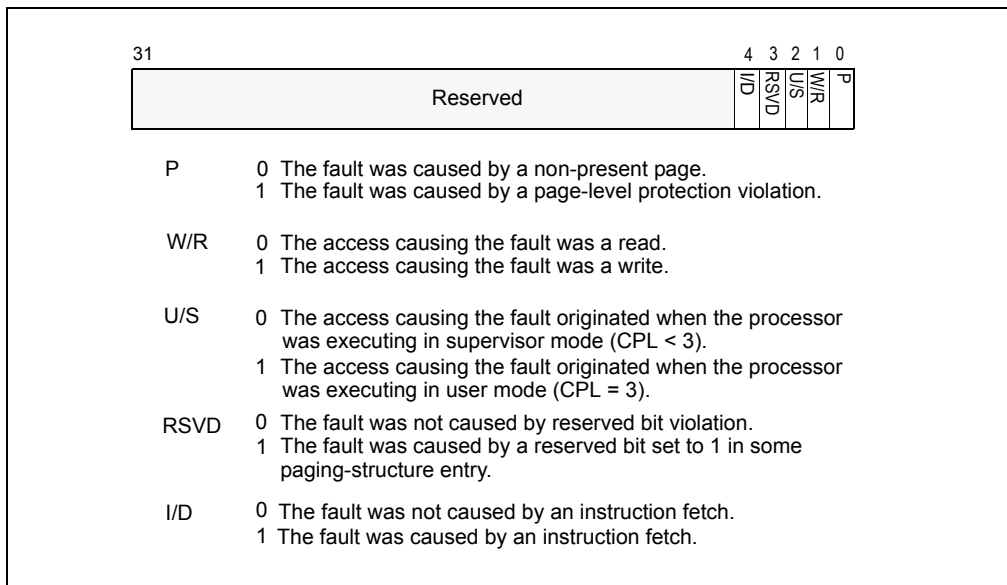 31 4 3 2 1 0
Reserved I/D RSVD U/S W/R P
P 0 The fault was caused by a non-present page.
1 The fault was caused by a page-level protection violation.
W/R 0 The access causing the fault was a read.
1 The access causing the fault was a write.
U/S 0 The access causing the fault originated when the processor
was executing in supervisor mode (CPL < 3).
1 The access causing the fault originated when the processor
was executing in user mode (CPL = 3).
RSVD 0 The fault was not caused by reserved bit violation.
1 The fault was caused by a reserved bit set to 1 in some
paging-structure entry.
I/D 0 The fault was not caused by an instruction fetch.
1 The fault was caused by an instruction fetch.